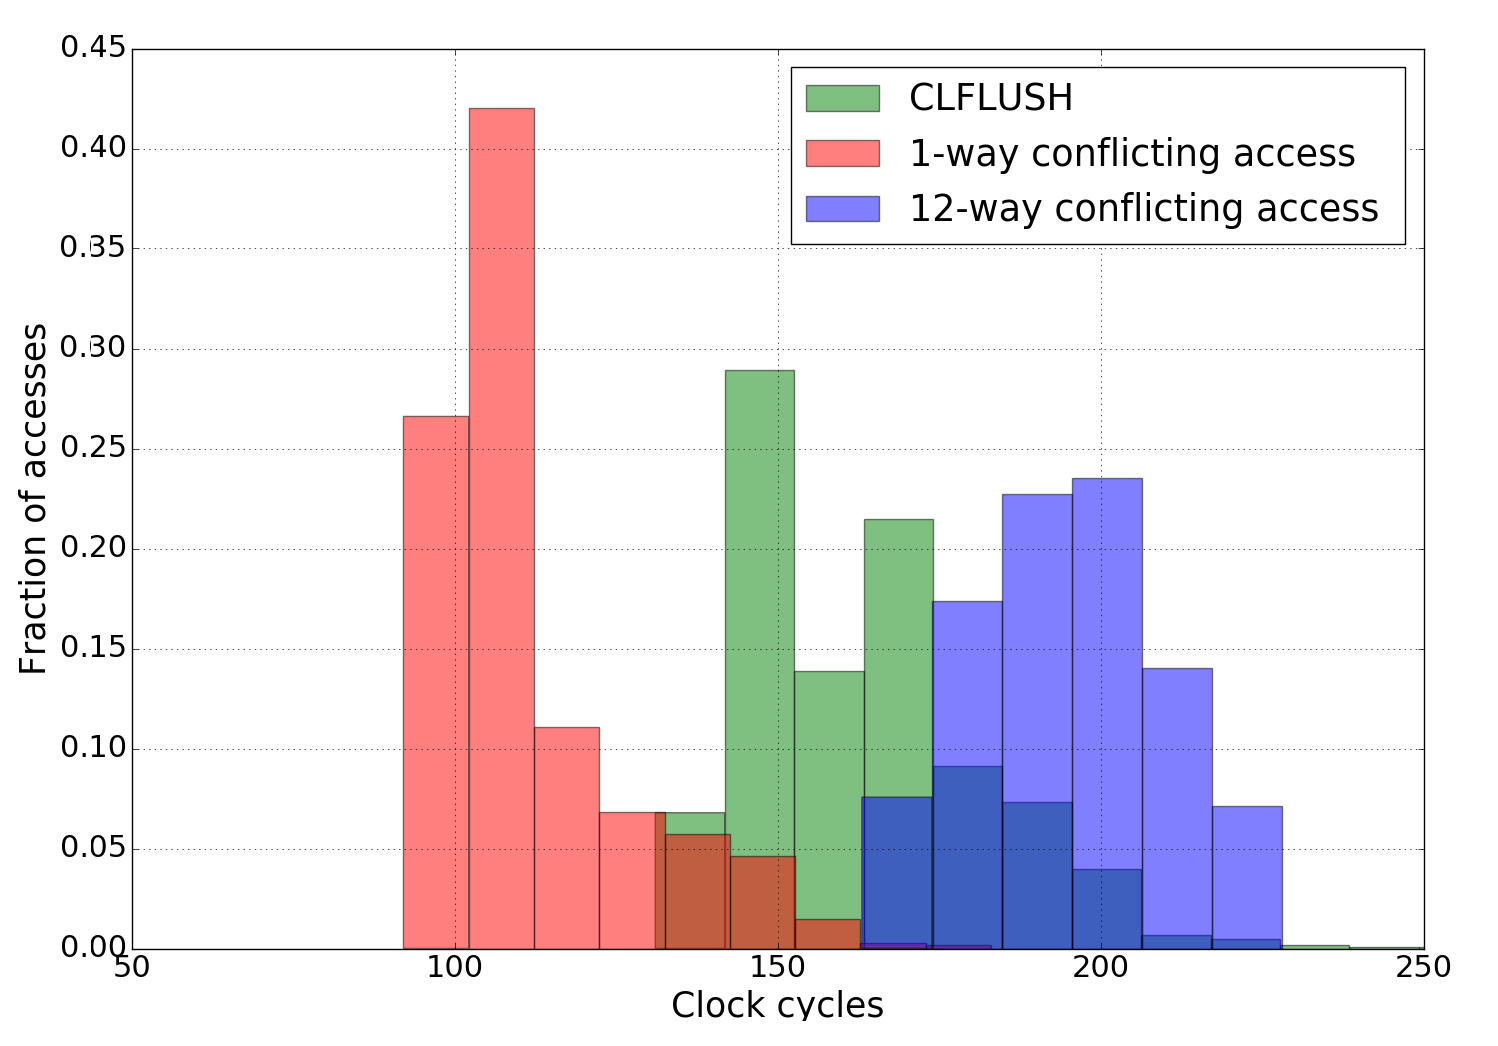 0.45
0.40
0.35
0.30
0.25
0.20
0.15
0.10
0.05
0.00
Fraction of accesses
CLFLUSH
1-way conflicting access
12-way conflicting access
50 100 150 200 250
Clock cycles